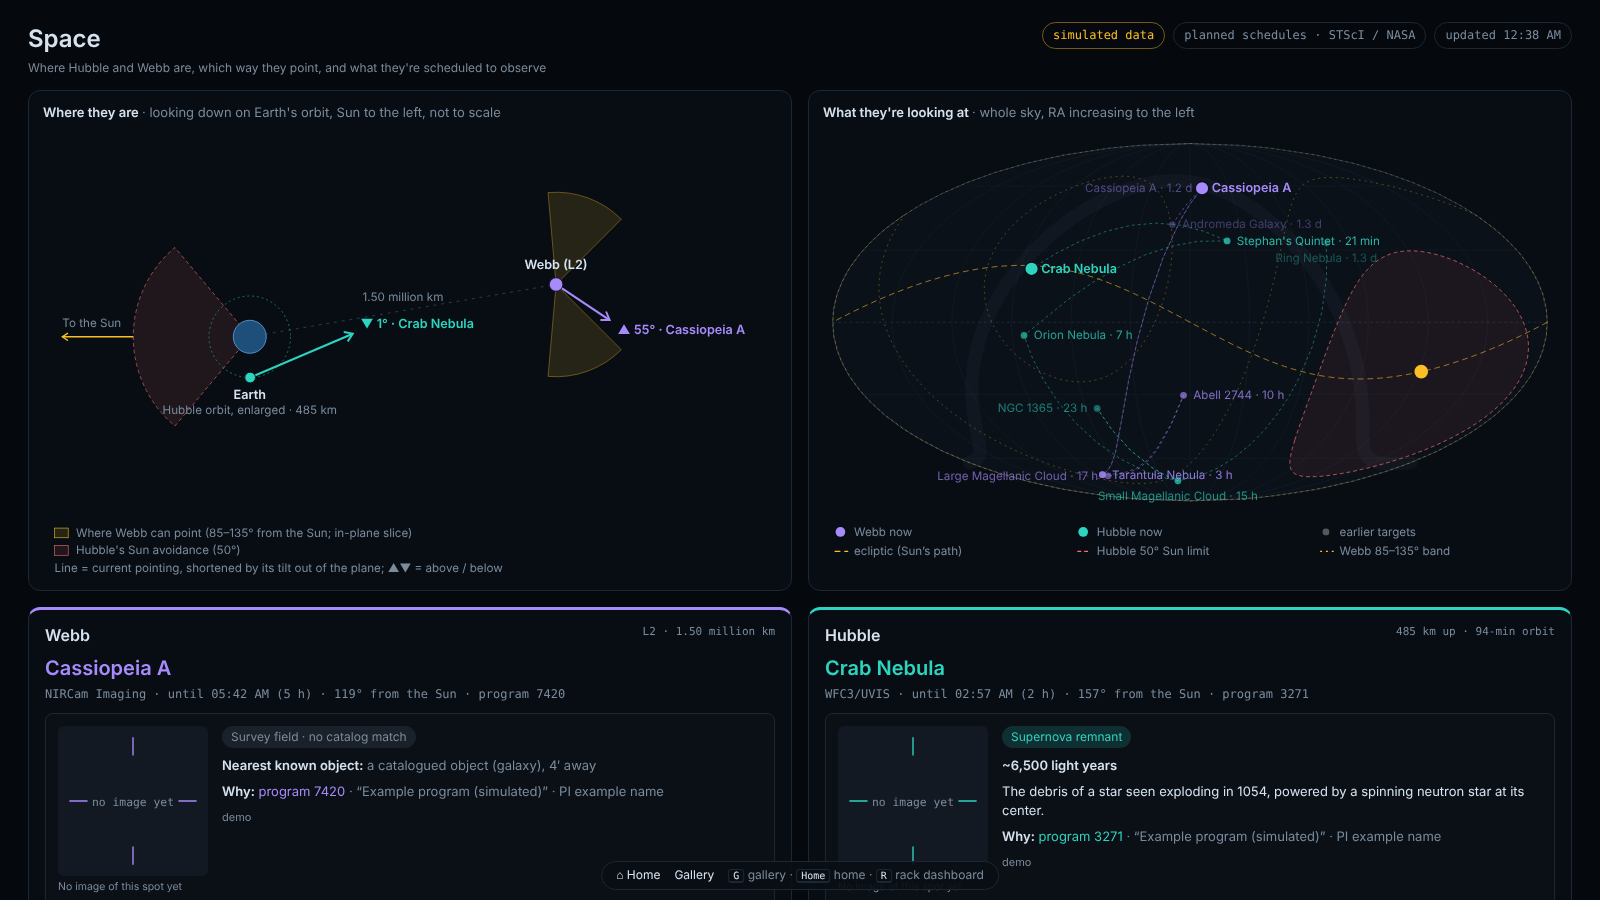 Space
simulated data
planned schedules · STScI / NASA
updated 12:38 AM
Where Hubble and Webb are, which way they point, and what they're scheduled to observe
Where they are · looking down on Earth's orbit, Sun to the left, not to scale
Webb (L2)
1.50 million km
To the Sun
▼ 1° · Crab Nebula
▲ 55° · Cassiopeia A
Earth
Hubble orbit, enlarged · 485 km
Where Webb can point (85–135° from the Sun; in-plane slice)
Hubble's Sun avoidance (50°)
Line = current pointing, shortened by its tilt out of the plane; ▲▼ = above / below
What they're looking at · whole sky, RA increasing to the left
Cassiopeia A · 1.2 d
Cassiopeia A
Andromeda Galaxy · 1.3 d
Stephan's Quintet · 21 min
Ring Nebula · 1.3 d
Crab Nebula
Orion Nebula · 7 h
Abell 2744 · 10 h
NGC 1365 · 23 h
Large Magellanic Cloud · 17 h
Tarantula Nebula · 3 h
Small Magellanic Cloud · 15 h
Webb now
Hubble now
earlier targets
ecliptic (Sun's path)
Hubble 50° Sun limit
Webb 85–135° band
Webb
L2 · 1.50 million km
Cassiopeia A
NIRCam Imaging · until 05:42 AM (5 h) · 119° from the Sun · program 7420
no image yet
Survey field · no catalog match
Nearest known object: a catalogued object (galaxy), 4′ away
Why: program 7420 · “Example program (simulated)” · PI example name
demo
No image of this spot yet
Hubble
485 km up · 94-min orbit
Crab Nebula
WFC3/UVIS · until 02:57 AM (2 h) · 157° from the Sun · program 3271
no image yet
Supernova remnant
~6,500 light years
The debris of a star seen exploding in 1054, powered by a spinning neutron star at its
center.
Why: program 3271 · “Example program (simulated)” · PI example name
demo
⌂ Home Gallery G gallery · Home home · R rack dashboard